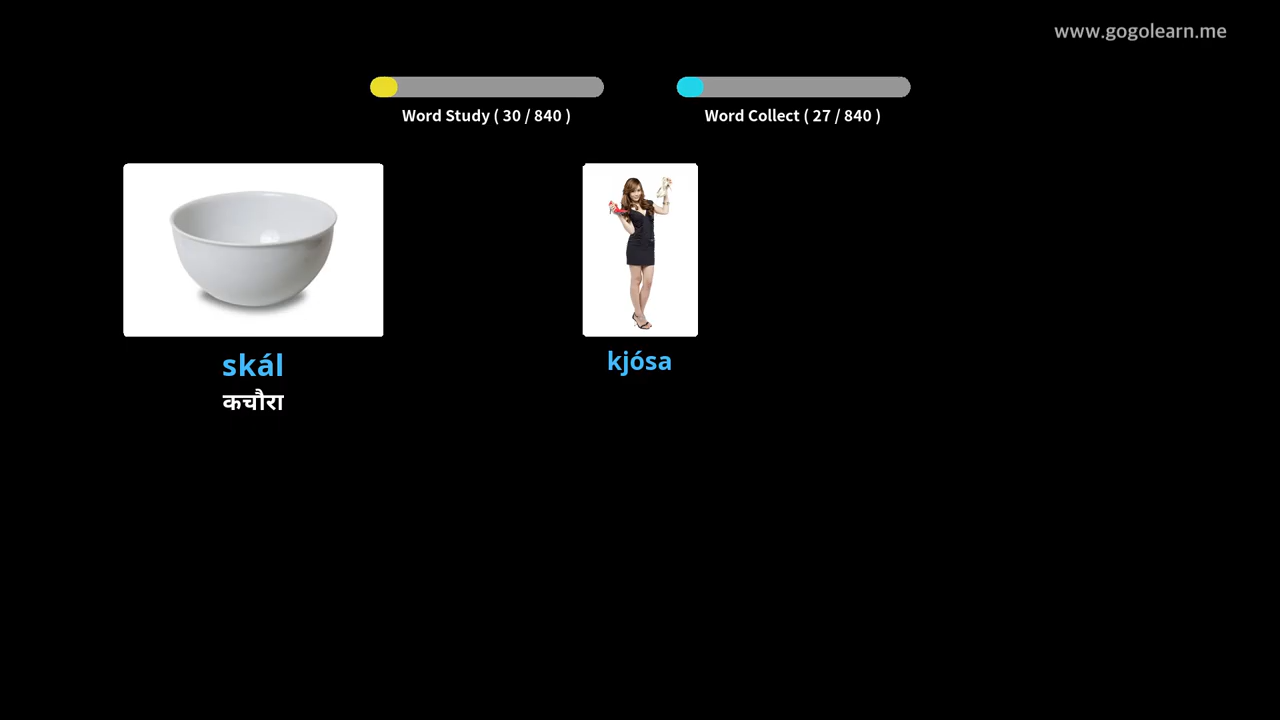 www.gogolearn.me
Word Study ( 30 / 840 )
Word Collect ( 27 / 840 )
skál
कचौरा
kjósa